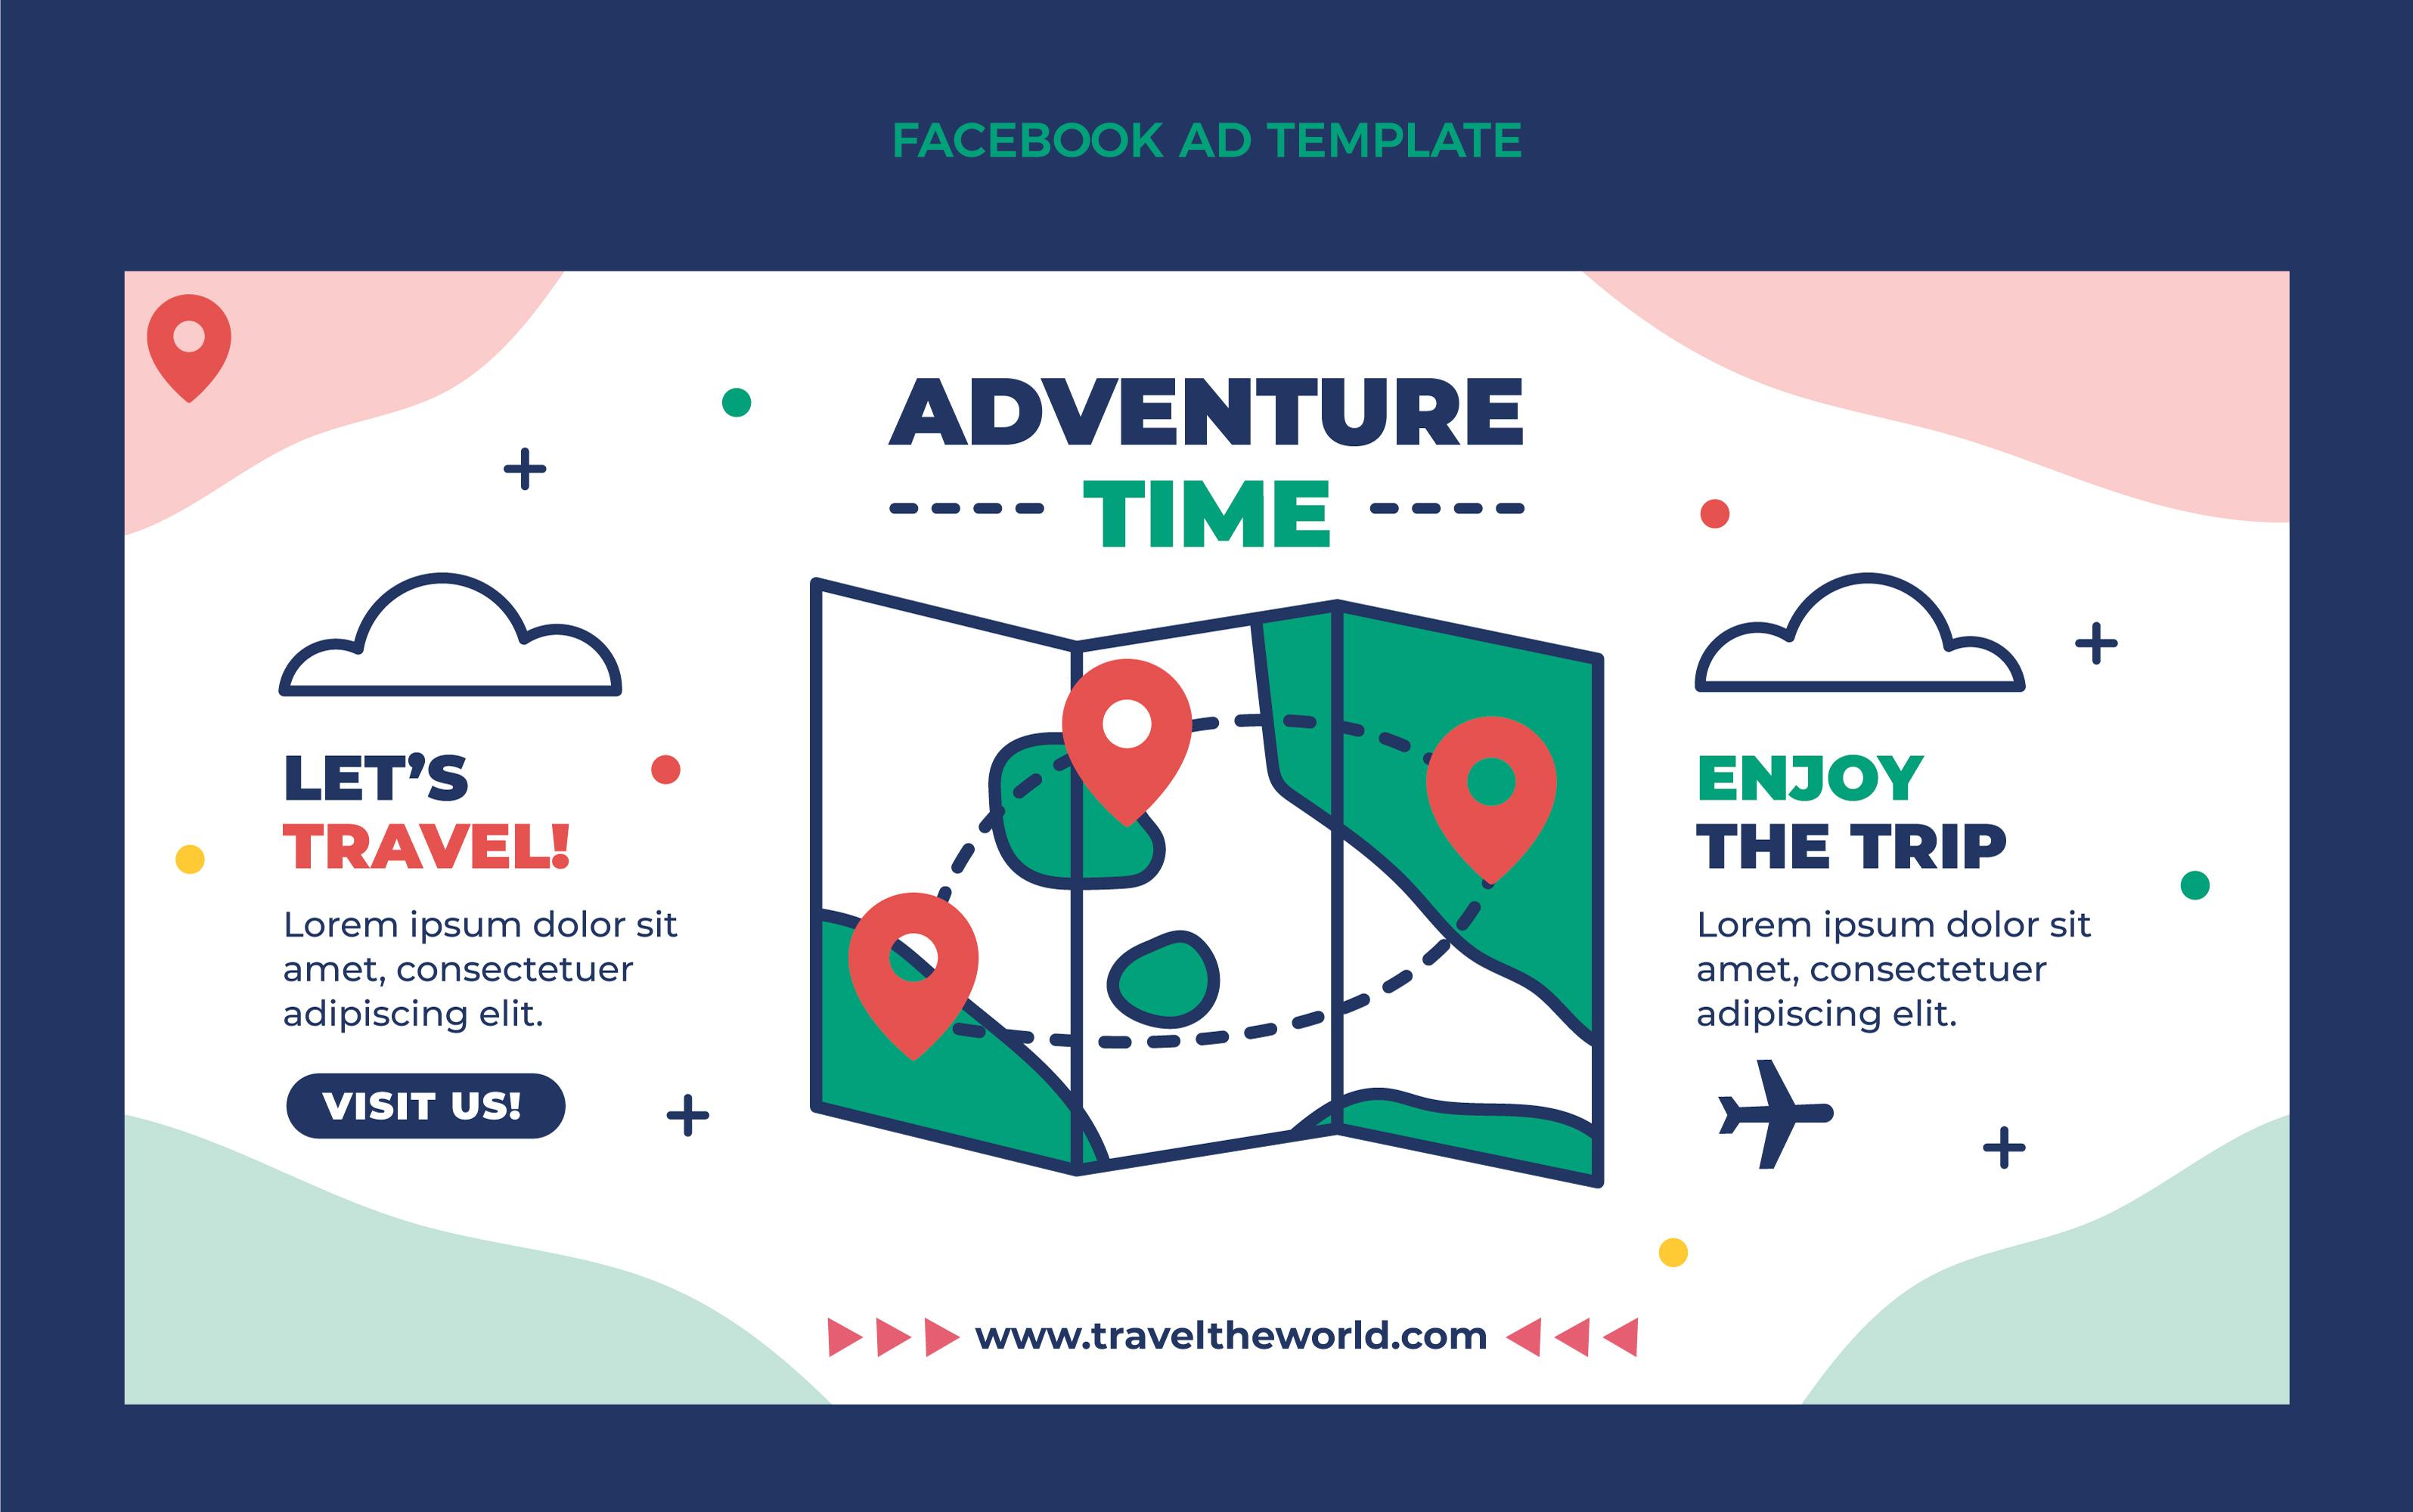 FACEBOOK AD TEMPLATE
ADVENTURE
TIME
LET'S
TRAVEL!
Lorem ipsum dolor sit
amet, consectetuer
adipiscing elit.
VISIT US!
ENJOY
THE TRIP
Lorem ipsum dolor sit
amet, consectetuer
adipiscing elit.
www.traveltheworld.com